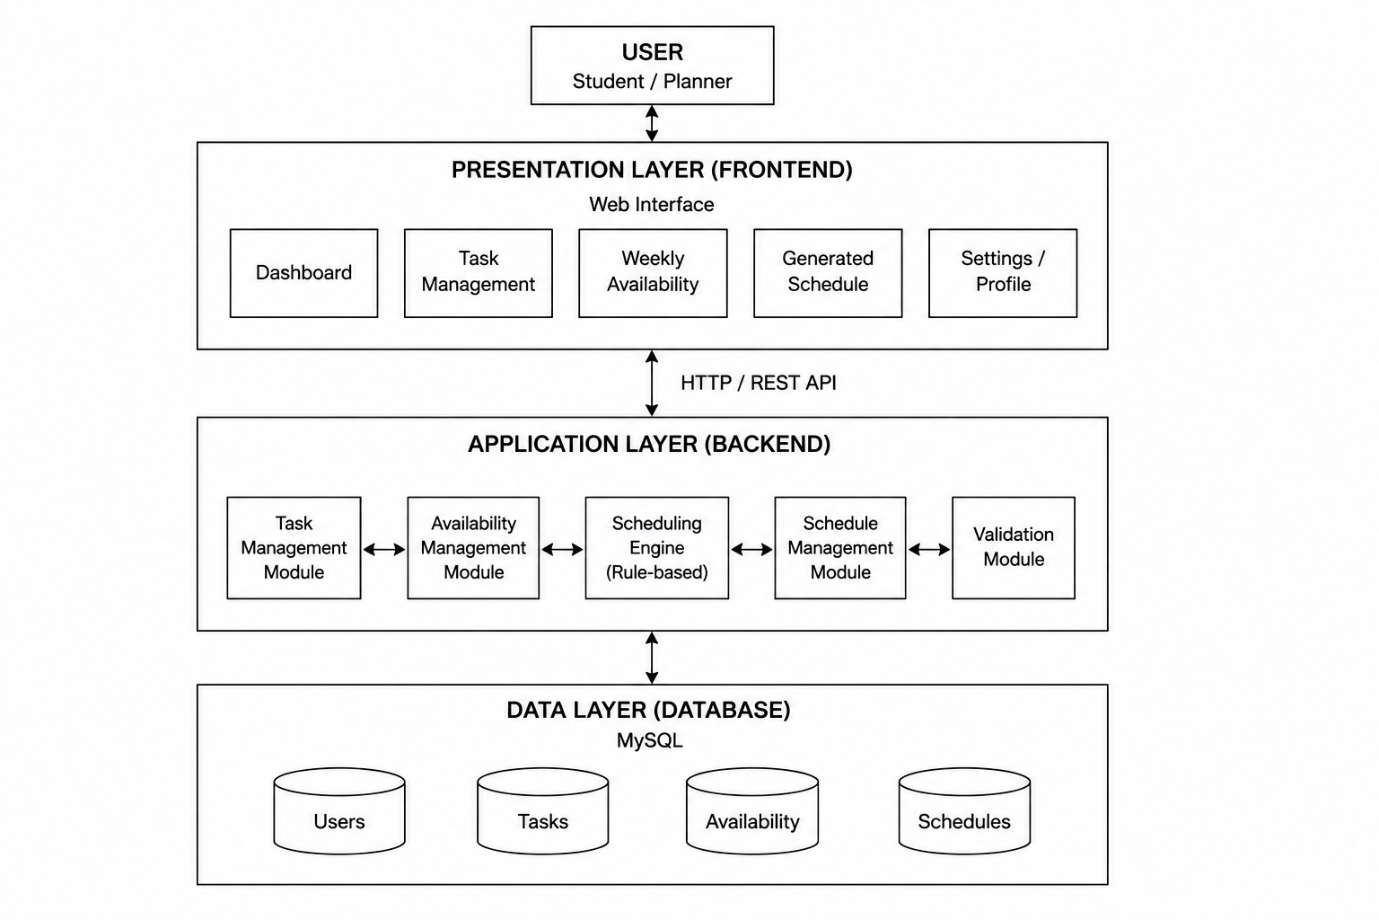 USER
Student / Planner
PRESENTATION LAYER (FRONTEND)
Web Interface
Dashboard
Task
Management
Weekly
Availability
Generated
Schedule
Settings /
Profile
HTTP / REST API
APPLICATION LAYER (BACKEND)
Task
Management
Module
Availability
Management
Module
Scheduling
Engine
(Rule-based)
Schedule
Management
Module
Validation
Module
DATA LAYER (DATABASE)
MySQL
Users
Tasks
Availability
Schedules